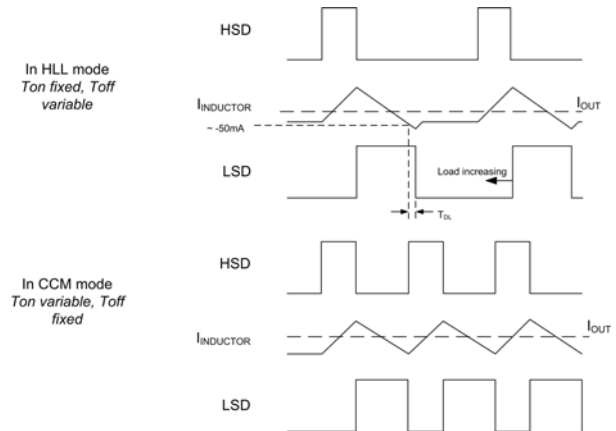 HSD
In HLL mode
Ton fixed, Toff
variable
IINDUCTOR
IOUT
~ -50mA
LSD
Load increasing
TDL
HSD
In CCM mode
Ton variable, Toff
fixed
IINDUCTOR
IOUT
LSD